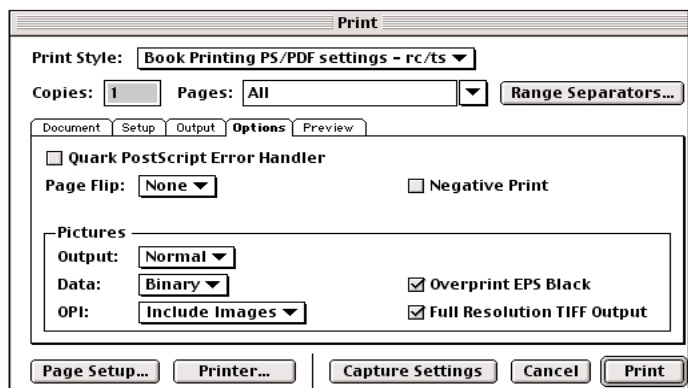 Print
Print Style: Book Printing PS/PDF settings - rc/ts
Copies: 1 Pages: All Range Separators...
Document Setup Output Options Preview
Quark PostScript Error Handler
Page Flip: None Negative Print
Pictures
Output: Normal
Data: Binary Overprint EPS Black
OPI: Include Images Full Resolution TIFF Output
Page Setup... Printer... Capture Settings Cancel Print